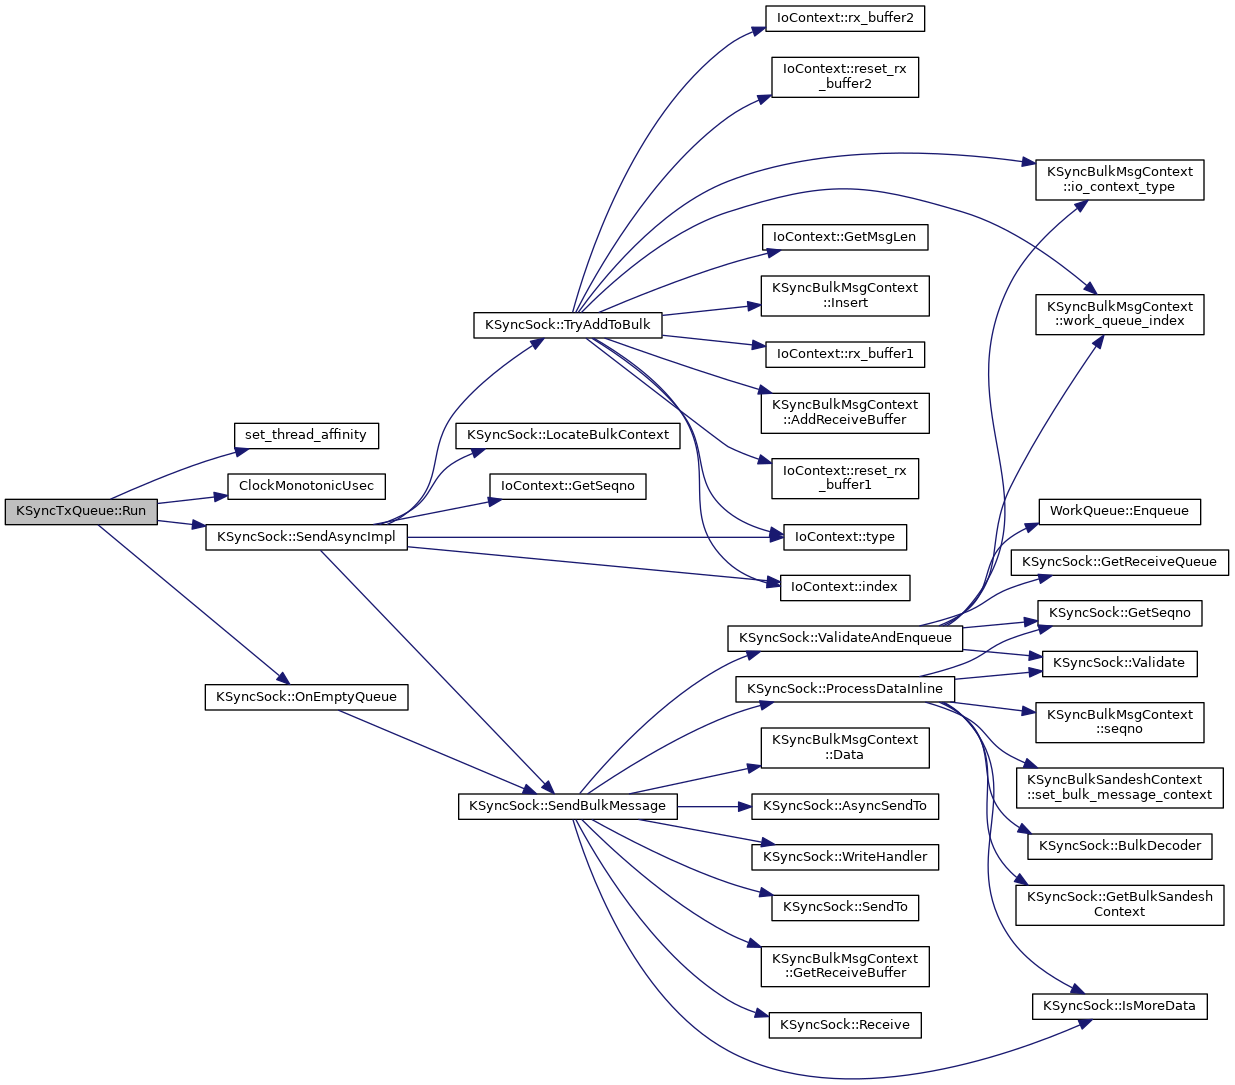 IoContext::rx_buffer2
IoContext::reset_rx
_buffer2
KSyncBulkMsgContext
::io_context_type
IoContext::GetMsgLen
KSyncBulkMsgContext
::Insert
KSyncBulkMsgContext
::work_queue_index
KSyncSock::TryAddToBulk
IoContext::rx_buffer1
KSyncBulkMsgContext
::AddReceiveBuffer
set_thread_affinity
KSyncSock::LocateBulkContext
IoContext::reset_rx
_buffer1
ClockMonotonicUsec
IoContext::GetSeqno
KSyncTxQueue::Run
WorkQueue::Enqueue
KSyncSock::SendAsyncImpl
IoContext::type
KSyncSock::GetReceiveQueue
IoContext::index
KSyncSock::GetSeqno
KSyncSock::ValidateAndEnqueue
KSyncSock::Validate
KSyncSock::OnEmptyQueue
KSyncSock::ProcessDataInline
KSyncBulkMsgContext
::seqno
KSyncBulkMsgContext
::Data
KSyncBulkSandeshContext
::set_bulk_message_context
KSyncSock::SendBulkMessage
KSyncSock::AsyncSendTo
KSyncSock::BulkDecoder
KSyncSock::WriteHandler
KSyncSock::GetBulkSandesh
Context
KSyncSock::SendTo
KSyncBulkMsgContext
::GetReceiveBuffer
KSyncSock::IsMoreData
KSyncSock::Receive